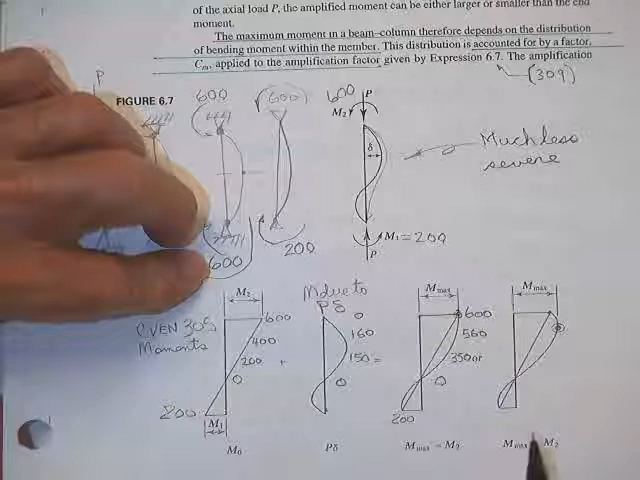 of the axial load P, the amplified moment can be either larger or smaller than the end
moment.
The maximum moment in a beam–column therefore depends on the distribution
of bending moment within the member. This distribution is accounted for by a factor,
Cm, applied to the amplification factor given by Expression 6.7. The amplification
(309)
P
FIGURE 6.7
600
(600)
600
P
M2
δ
Much less
severe
M1 = 200
P
600
200
M2
M due to
Pδ
Mmax
Mmax
GIVEN 305
Moments
600
400
200 +
0
200
M1
0
160
150 =
0
600
560
350 or
0
200
M0
Pδ
Mmax = M2
Mmax
M2